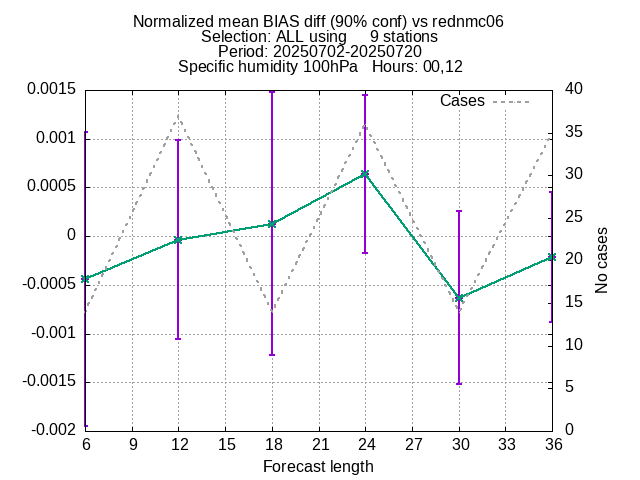 Normalized mean BIAS diff (90% conf) vs rednmc06
Selection: ALL using     9 stations
Period: 20250702-20250720
Specific humidity 100hPa   Hours: 00,12
Cases
0.0015
0.001
0.0005
0
-0.0005
-0.001
-0.0015
-0.002
40
35
30
25
20
15
10
5
0
No cases
6 9 12 15 18 21 24 27 30 33 36
Forecast length